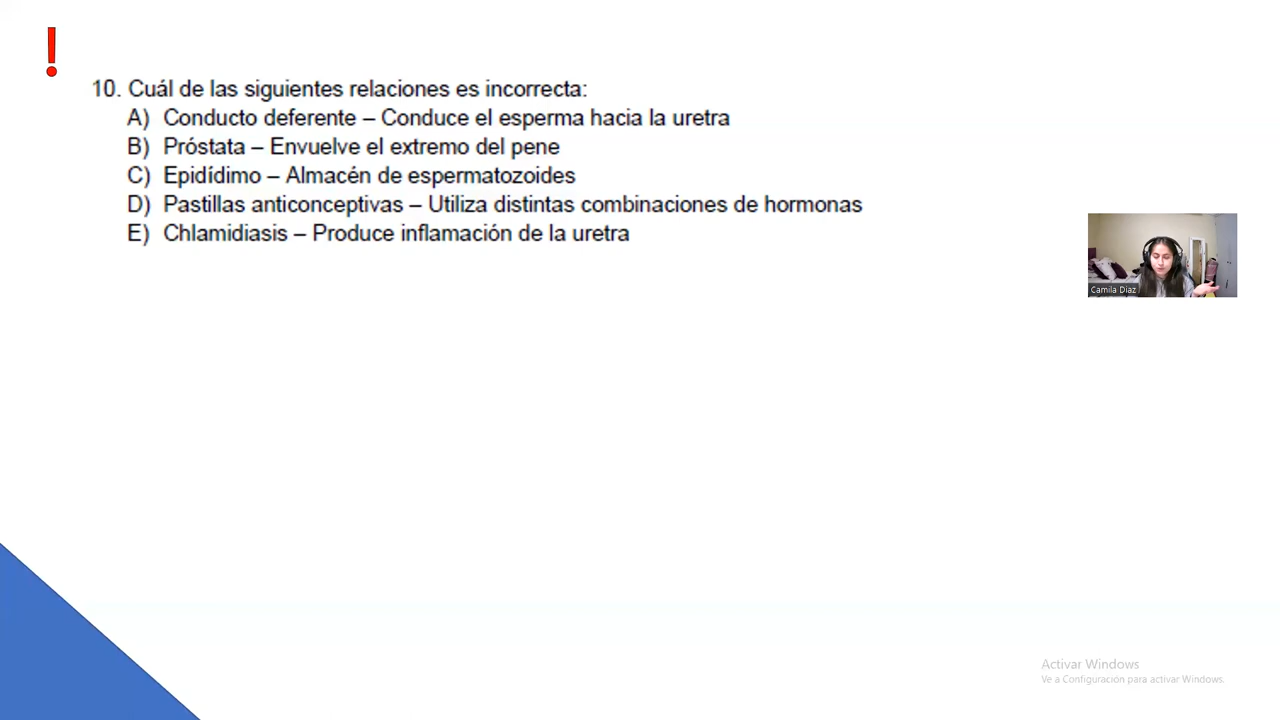 !
10. Cuál de las siguientes relaciones es incorrecta:
A) Conducto deferente – Conduce el esperma hacia la uretra
B) Próstata – Envuelve el extremo del pene
C) Epidídimo – Almacén de espermatozoides
D) Pastillas anticonceptivas – Utiliza distintas combinaciones de hormonas
E) Chlamidiasis – Produce inflamación de la uretra
Camila Díaz
Activar Windows
Ve a Configuración para activar Windows.